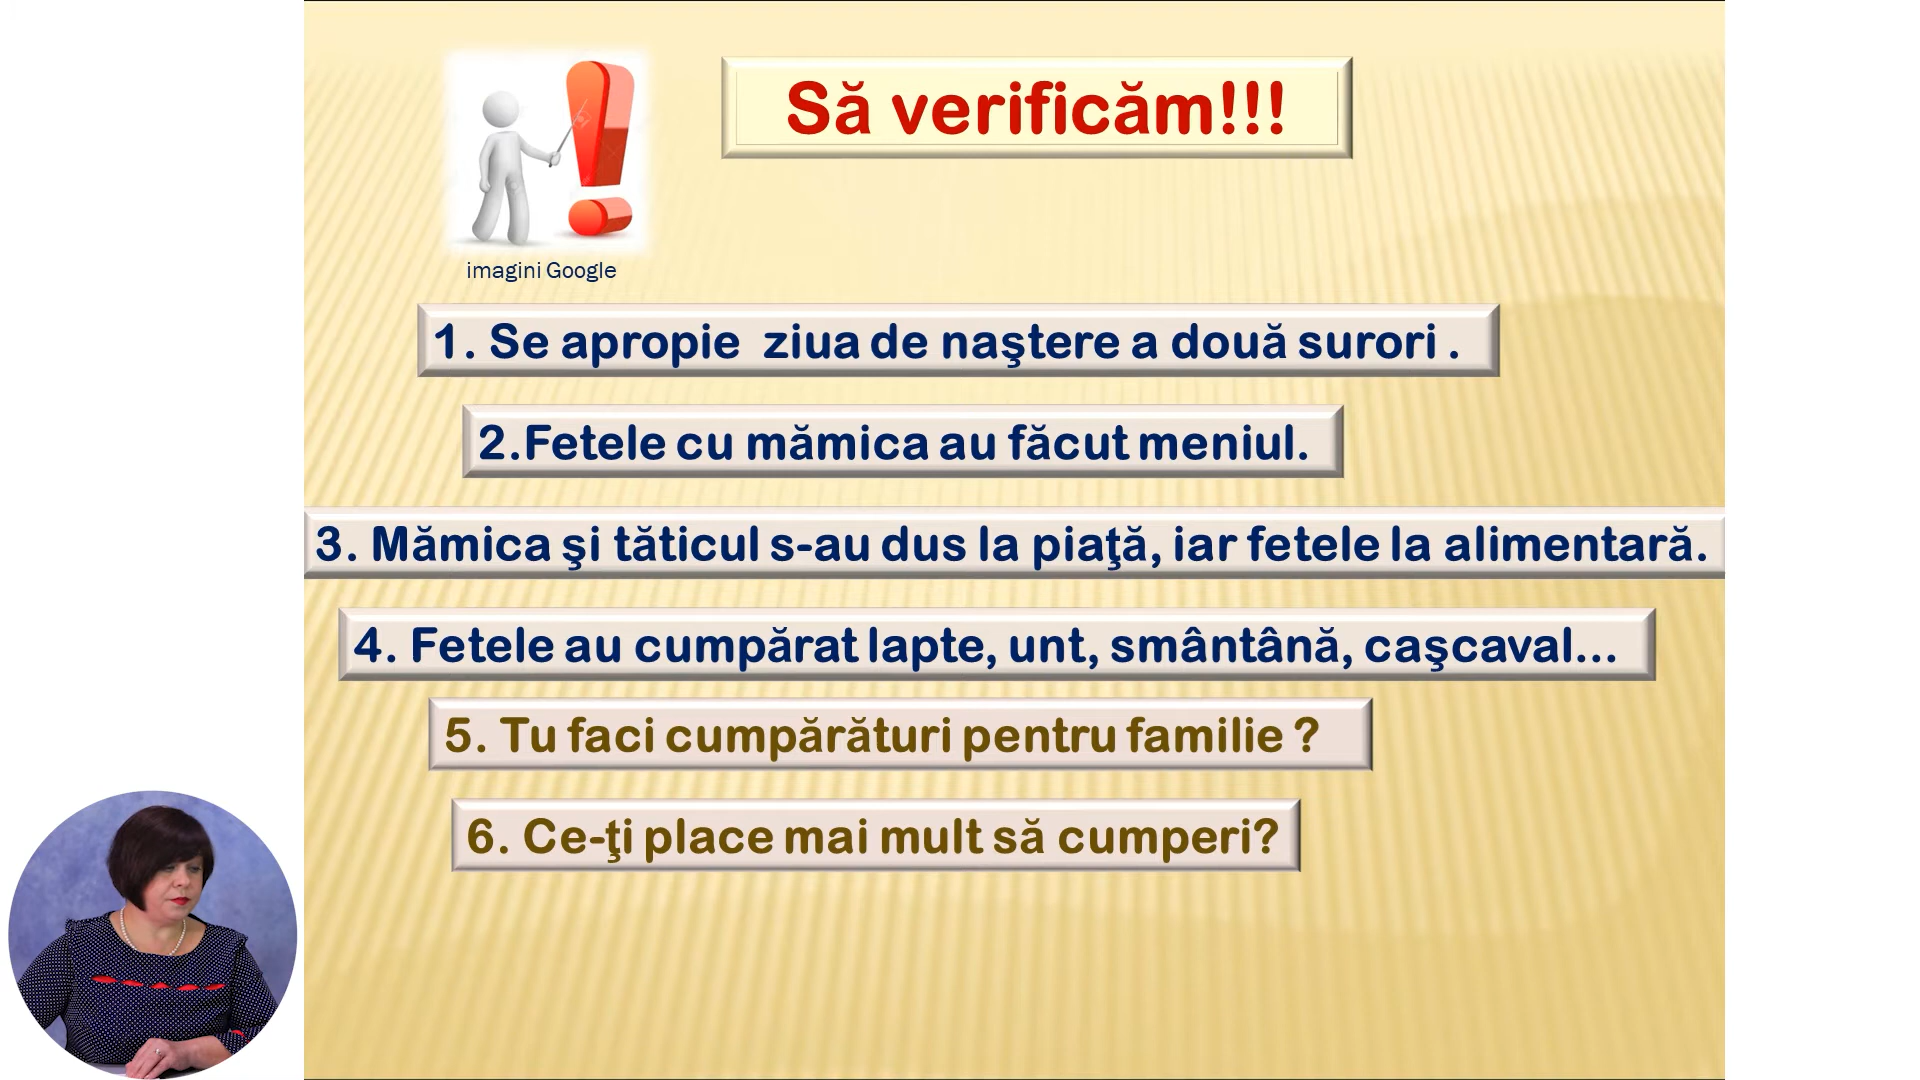 Să verificăm!!!
imagini Google
1. Se apropie ziua de naştere a două surori .
2.Fetele cu mămica au făcut meniul.
3. Mămica şi tăticul s-au dus la piaţă, iar fetele la alimentară.
4. Fetele au cumpărat lapte, unt, smântână, caşcaval...
5. Tu faci cumpărături pentru familie ?
6. Ce-ţi place mai mult să cumperi?